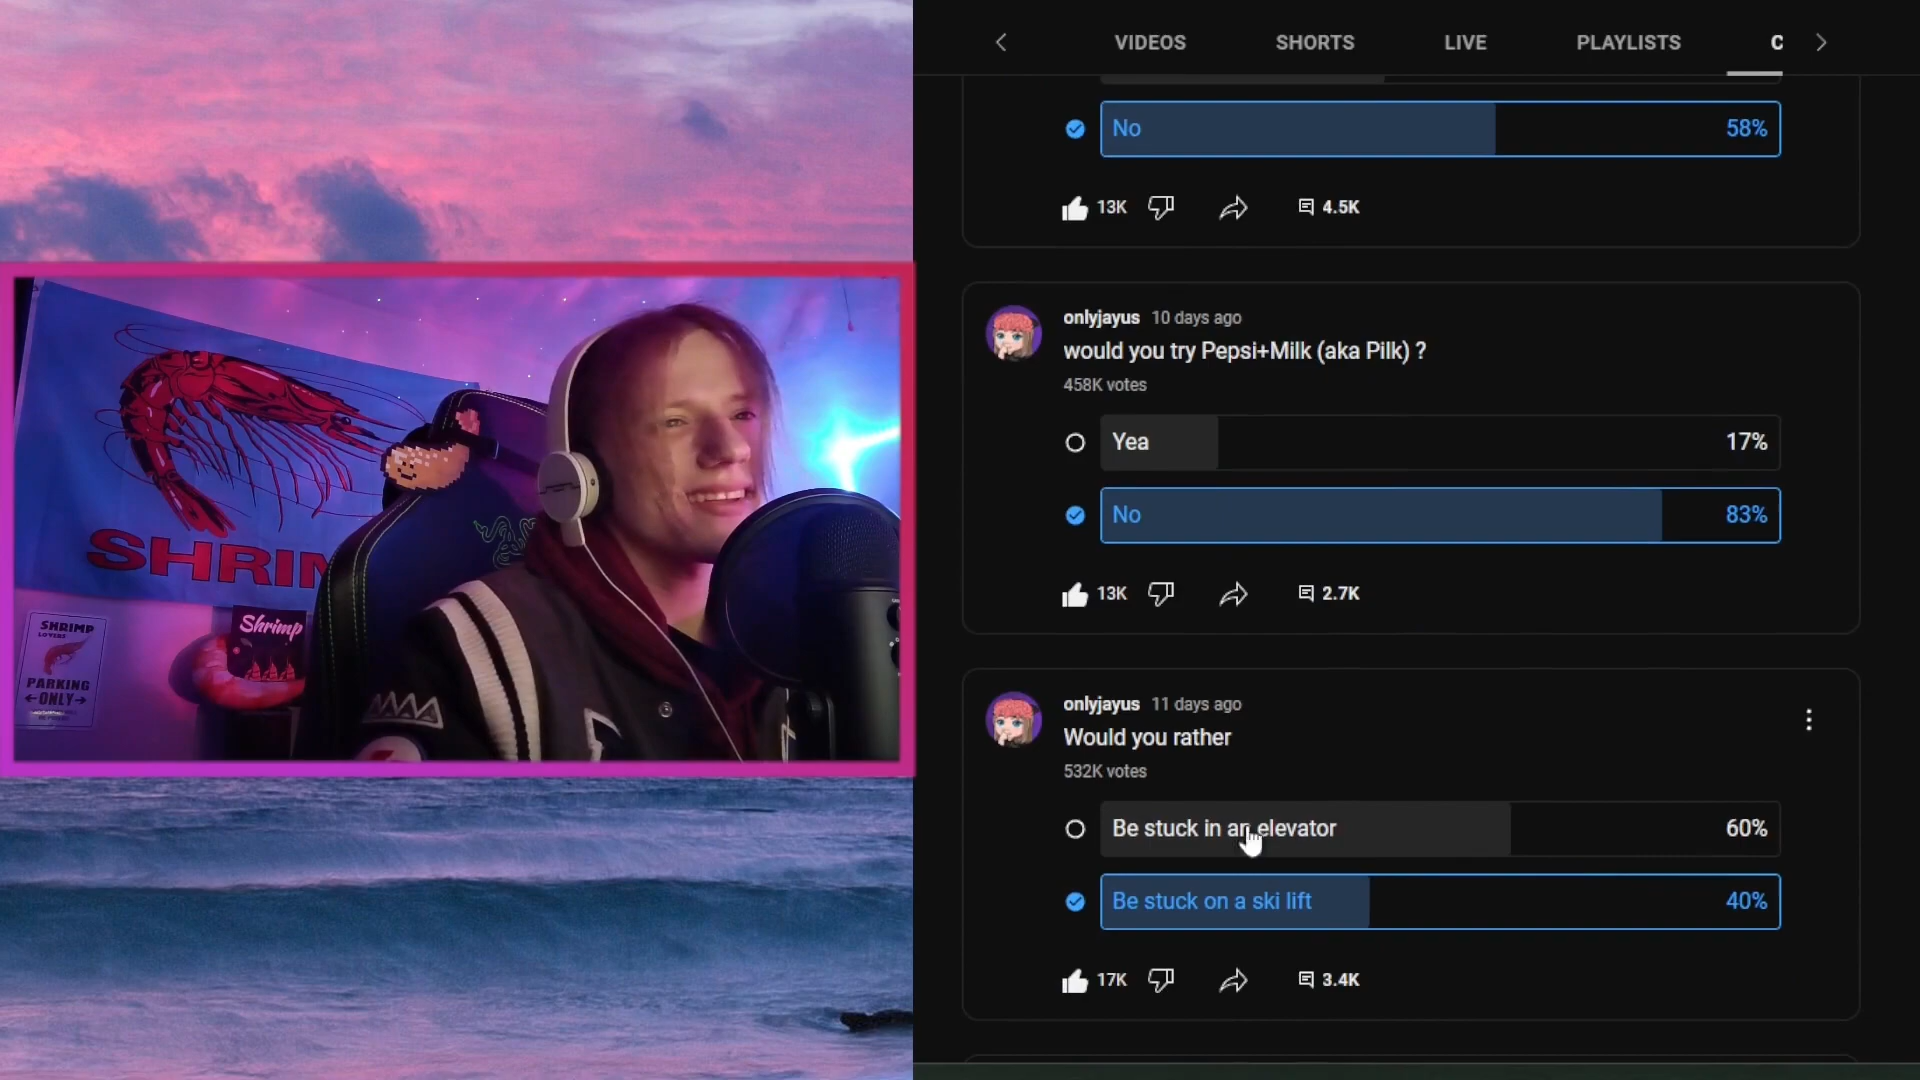 VIDEOS
SHORTS
LIVE
PLAYLISTS
C
No
58%
13K
4.5K
onlyjayus 10 days ago
would you try Pepsi+Milk (aka Pilk) ?
458K votes
Yea
17%
No
83%
13K
2.7K
onlyjayus 11 days ago
Would you rather
532K votes
Be stuck in an elevator
60%
Be stuck on a ski lift
40%
17K
3.4K
SHRIM
Shrimp
SHRIMP
LOVERS
PARKING
ONLY